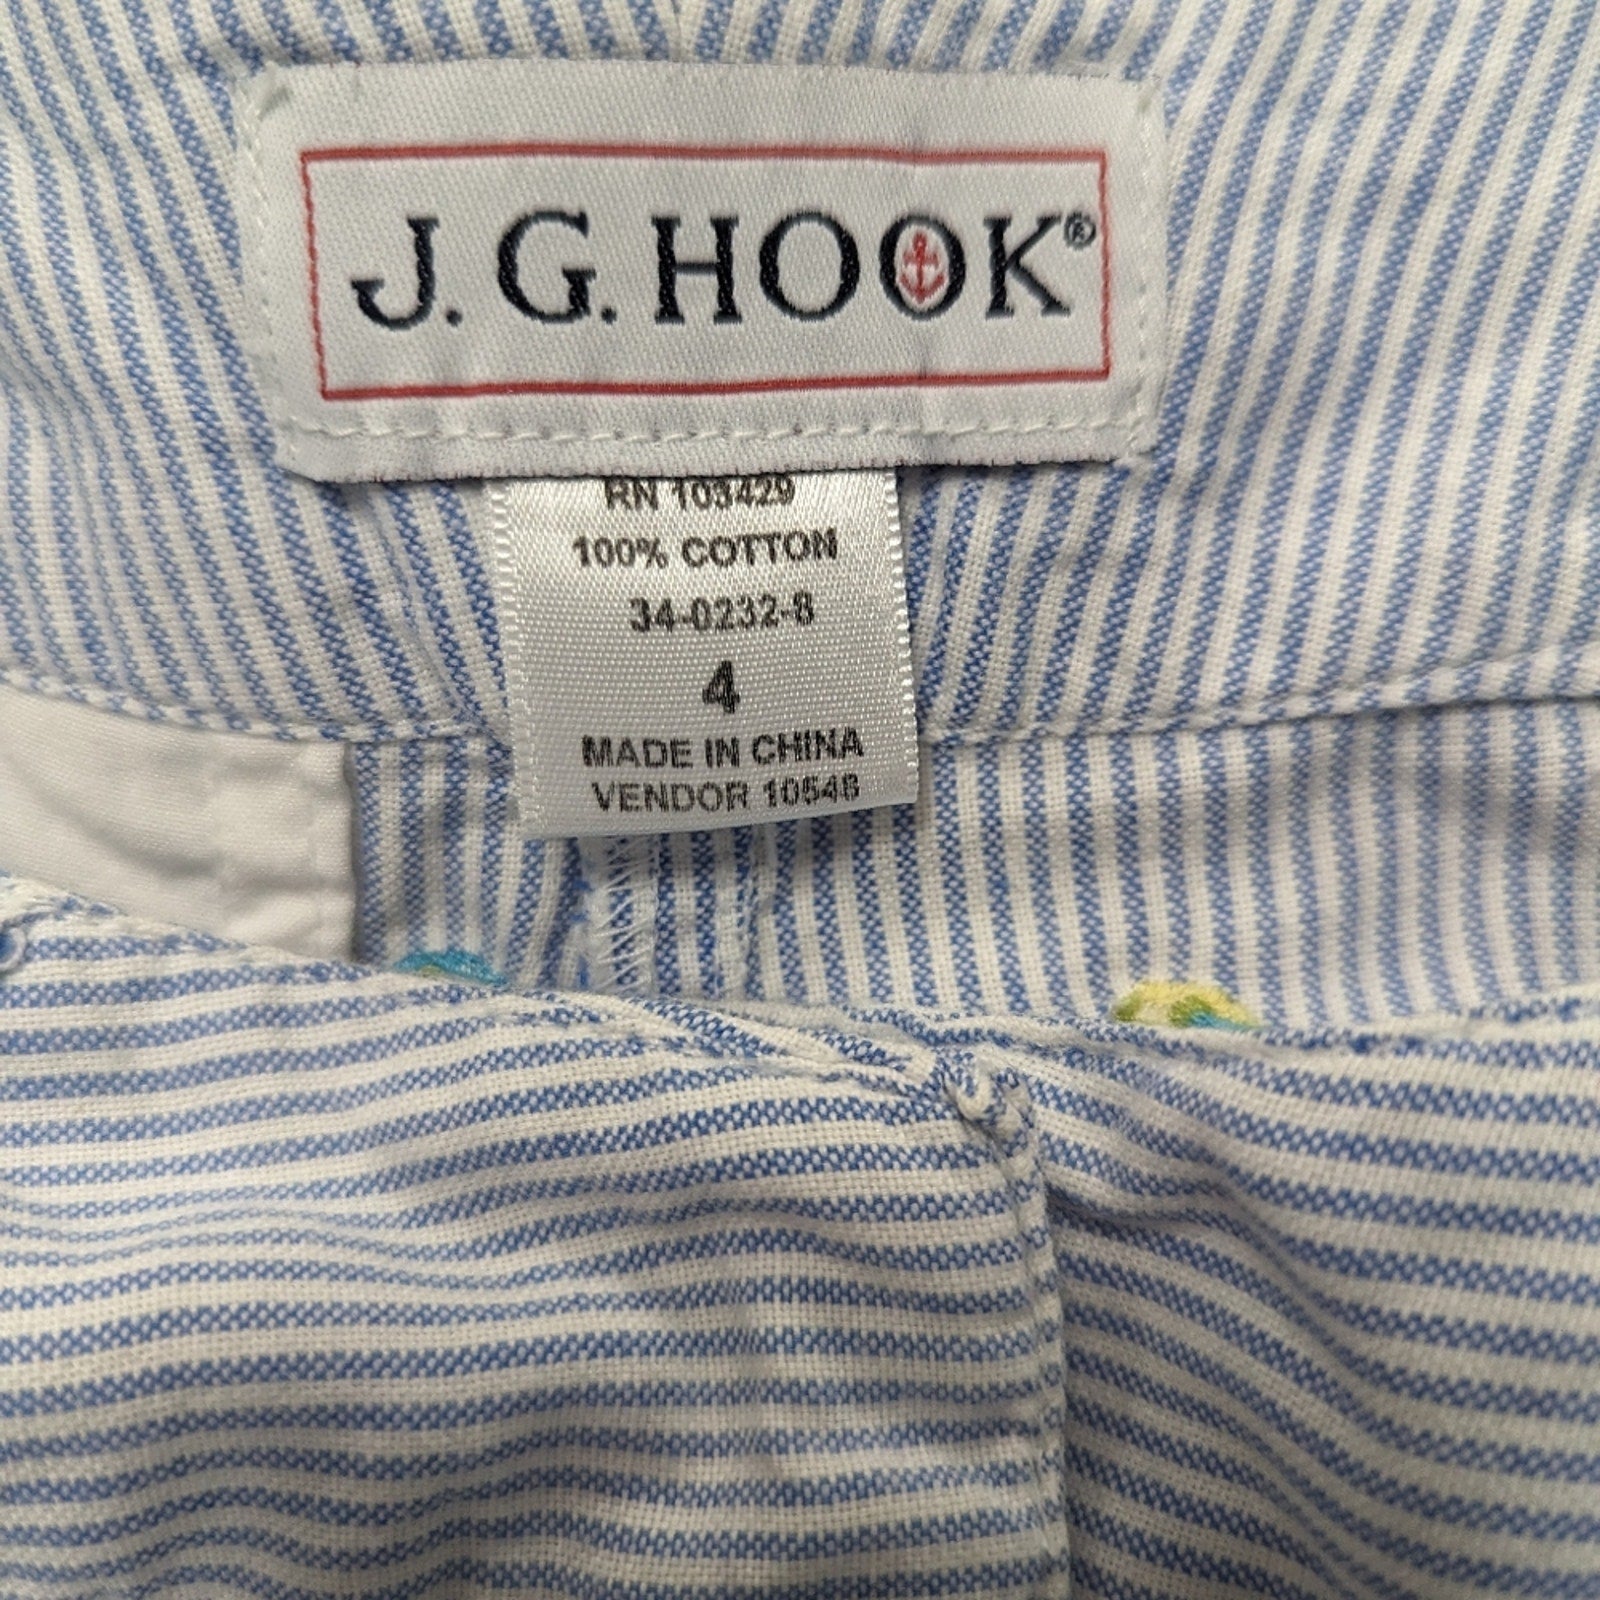 J. G. HOOK®
RN 103429
100% COTTON
34-0232-8
4
MADE IN CHINA
VENDOR 10548